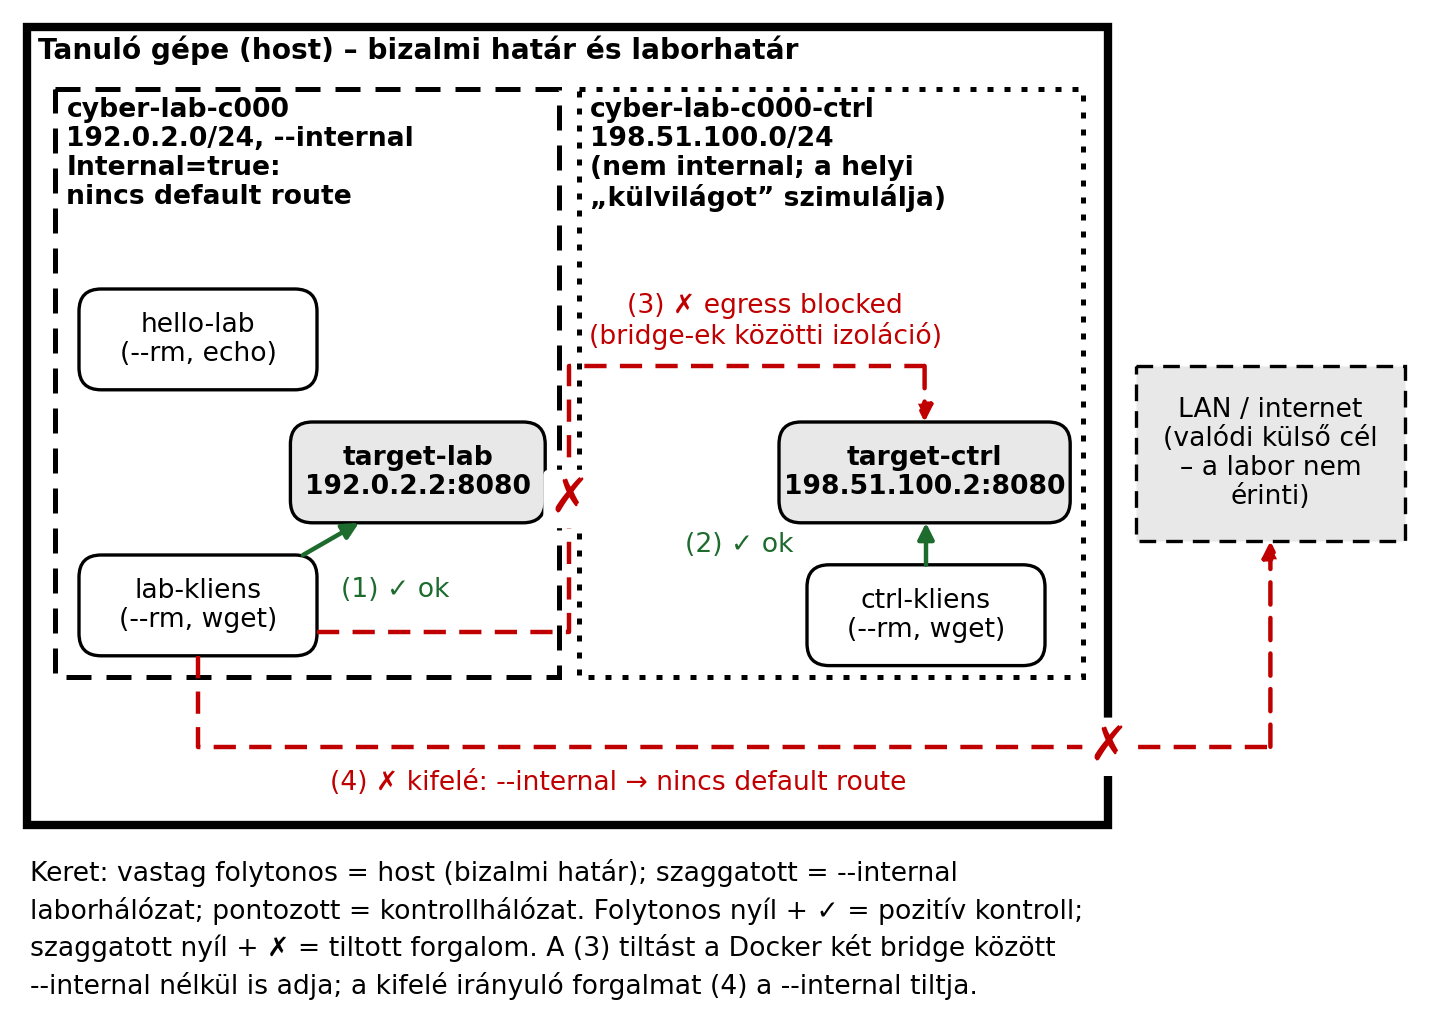 Tanuló gépe (host) – bizalmi határ és laborhatár
cyber-lab-c000
192.0.2.0/24, --internal
Internal=true:
nincs default route
cyber-lab-c000-ctrl
198.51.100.0/24
(nem internal; a helyi
„külvilágot” szimulálja)
hello-lab
(--rm, echo)
(3) ✗ egress blocked
(bridge-ek közötti izoláció)
target-lab
192.0.2.2:8080
✗
target-ctrl
198.51.100.2:8080
LAN / internet
(valódi külső cél
– a labor nem
érinti)
(2) ✓ ok
lab-kliens
(--rm, wget)
(1) ✓ ok
ctrl-kliens
(--rm, wget)
✗
(4) ✗ kifelé: --internal → nincs default route
Keret: vastag folytonos = host (bizalmi határ); szaggatott = --internal
laborhálózat; pontozott = kontrollhálózat. Folytonos nyíl + ✓ = pozitív kontroll;
szaggatott nyíl + ✗ = tiltott forgalom. A (3) tiltást a Docker két bridge között
--internal nélkül is adja; a kifelé irányuló forgalmat (4) a --internal tiltja.